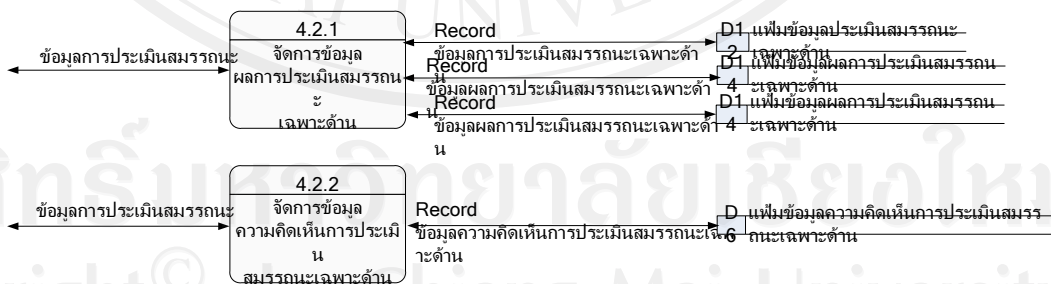 4.2.1
จัดการข้อมูล
ผลการประเมินสมรรถน
ะ
เฉพาะด้าน
ข้อมูลการประเมินสมรรถนะ
Record
ข้อมูลการประเมินสมรรถนะเฉพาะด้า
น
D1
2
แฟ้มข้อมูลประเมินสมรรถนะ
เฉพาะด้าน
Record
ข้อมูลผลการประเมินสมรรถนะเฉพาะด้า
น
D1
4
แฟ้มข้อมูลผลการประเมินสมรรถน
ะเฉพาะด้าน
Record
ข้อมูลผลการประเมินสมรรถนะเฉพาะด้า
น
D1
4
แฟ้มข้อมูลผลการประเมินสมรรถน
ะเฉพาะด้าน
4.2.2
จัดการข้อมูล
ความคิดเห็นการประเมิ
น
สมรรถนะเฉพาะด้าน
ข้อมูลการประเมินสมรรถนะ
Record
ข้อมูลความคิดเห็นการประเมินสมรรถนะเฉพ
าะด้าน
D
6
แฟ้มข้อมูลความคิดเห็นการประเมินสมรร
ถนะเฉพาะด้าน